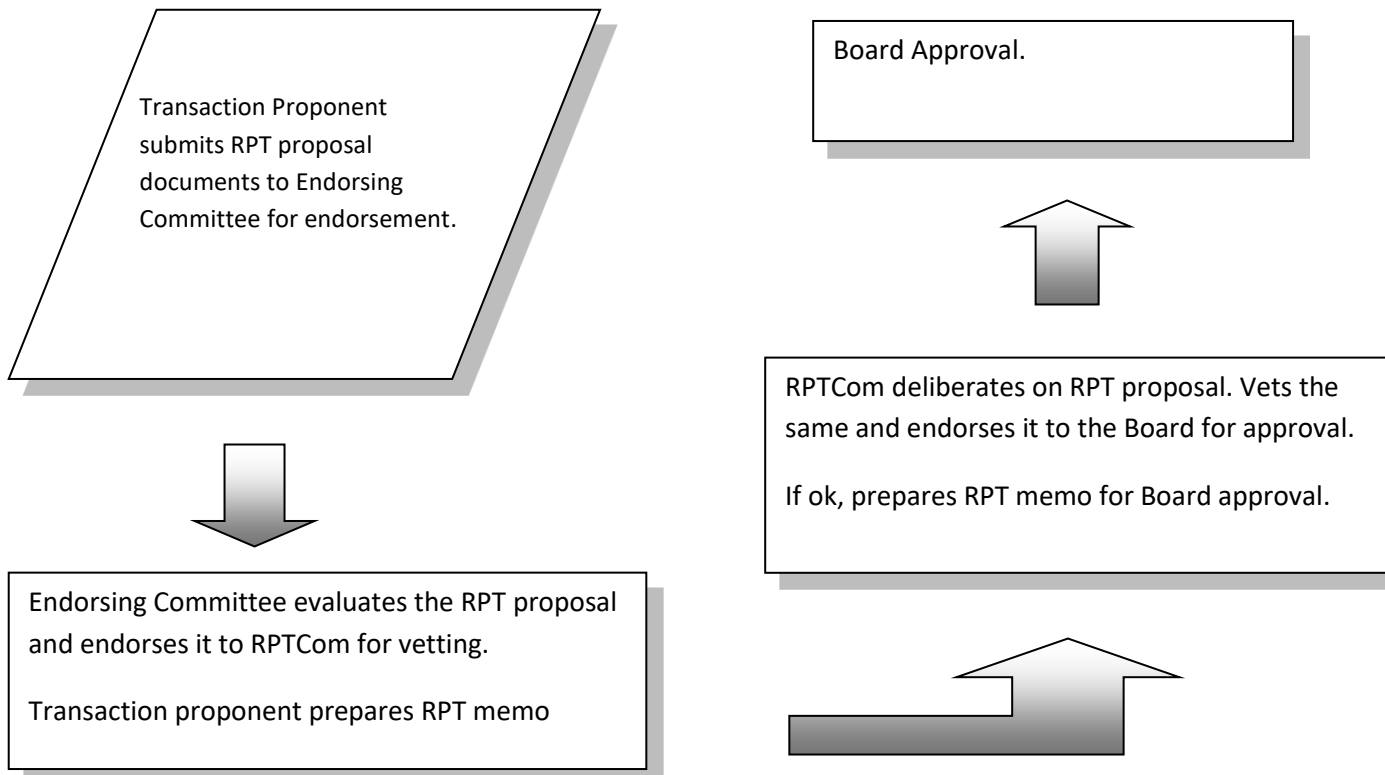 Transaction Proponent
submits RPT proposal
documents to Endorsing
Committee for endorsement.
Endorsing Committee evaluates the RPT proposal
and endorses it to RPTCom for vetting.
Transaction proponent prepares RPT memo
RPTCom deliberates on RPT proposal. Vets the
same and endorses it to the Board for approval.
If ok, prepares RPT memo for Board approval.
Board Approval.